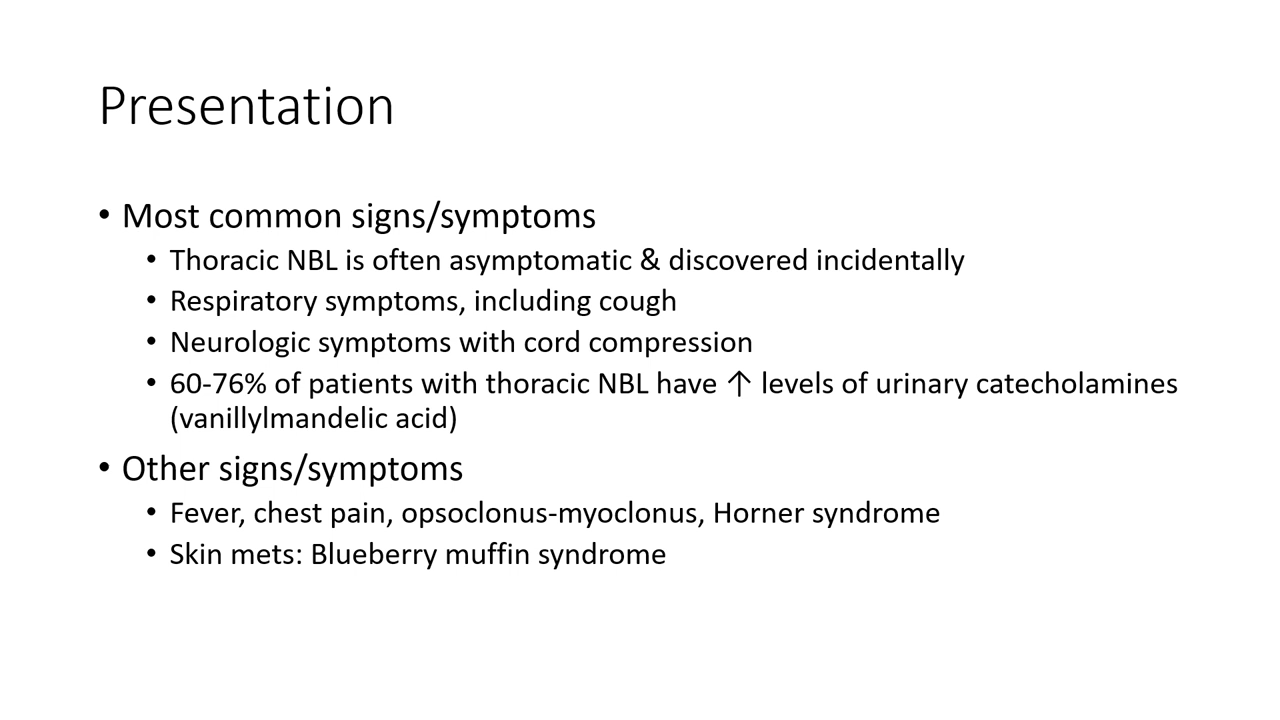 Presentation
• Most common signs/symptoms
• Thoracic NBL is often asymptomatic & discovered incidentally
• Respiratory symptoms, including cough
• Neurologic symptoms with cord compression
• 60-76% of patients with thoracic NBL have ↑ levels of urinary catecholamines
(vanillylmandelic acid)
• Other signs/symptoms
• Fever, chest pain, opsoclonus-myoclonus, Horner syndrome
• Skin mets: Blueberry muffin syndrome